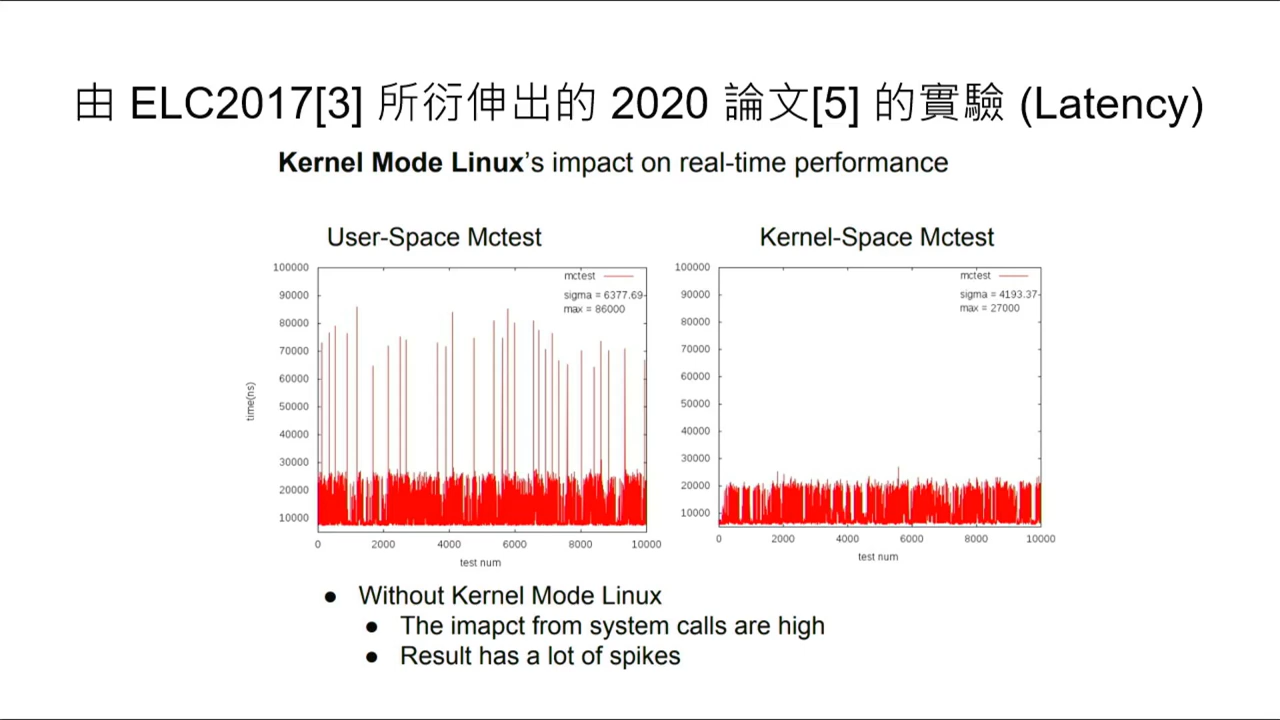 由 ELC2017[3] 所衍伸出的 2020 論文[5] 的實驗 (Latency)
Kernel Mode Linux's impact on real-time performance
User-Space Mctest
100000
90000
80000
70000
60000
50000
40000
30000
20000
10000
time(ns)
mctest
sigma = 6377.69
max = 86000
0 2000 4000 6000 8000 10000
test num
Kernel-Space Mctest
100000
90000
80000
70000
60000
50000
40000
30000
20000
10000
mctest
sigma = 4193.37
max = 27000
0 2000 4000 6000 8000 10000
test num
● Without Kernel Mode Linux
● The imapct from system calls are high
● Result has a lot of spikes